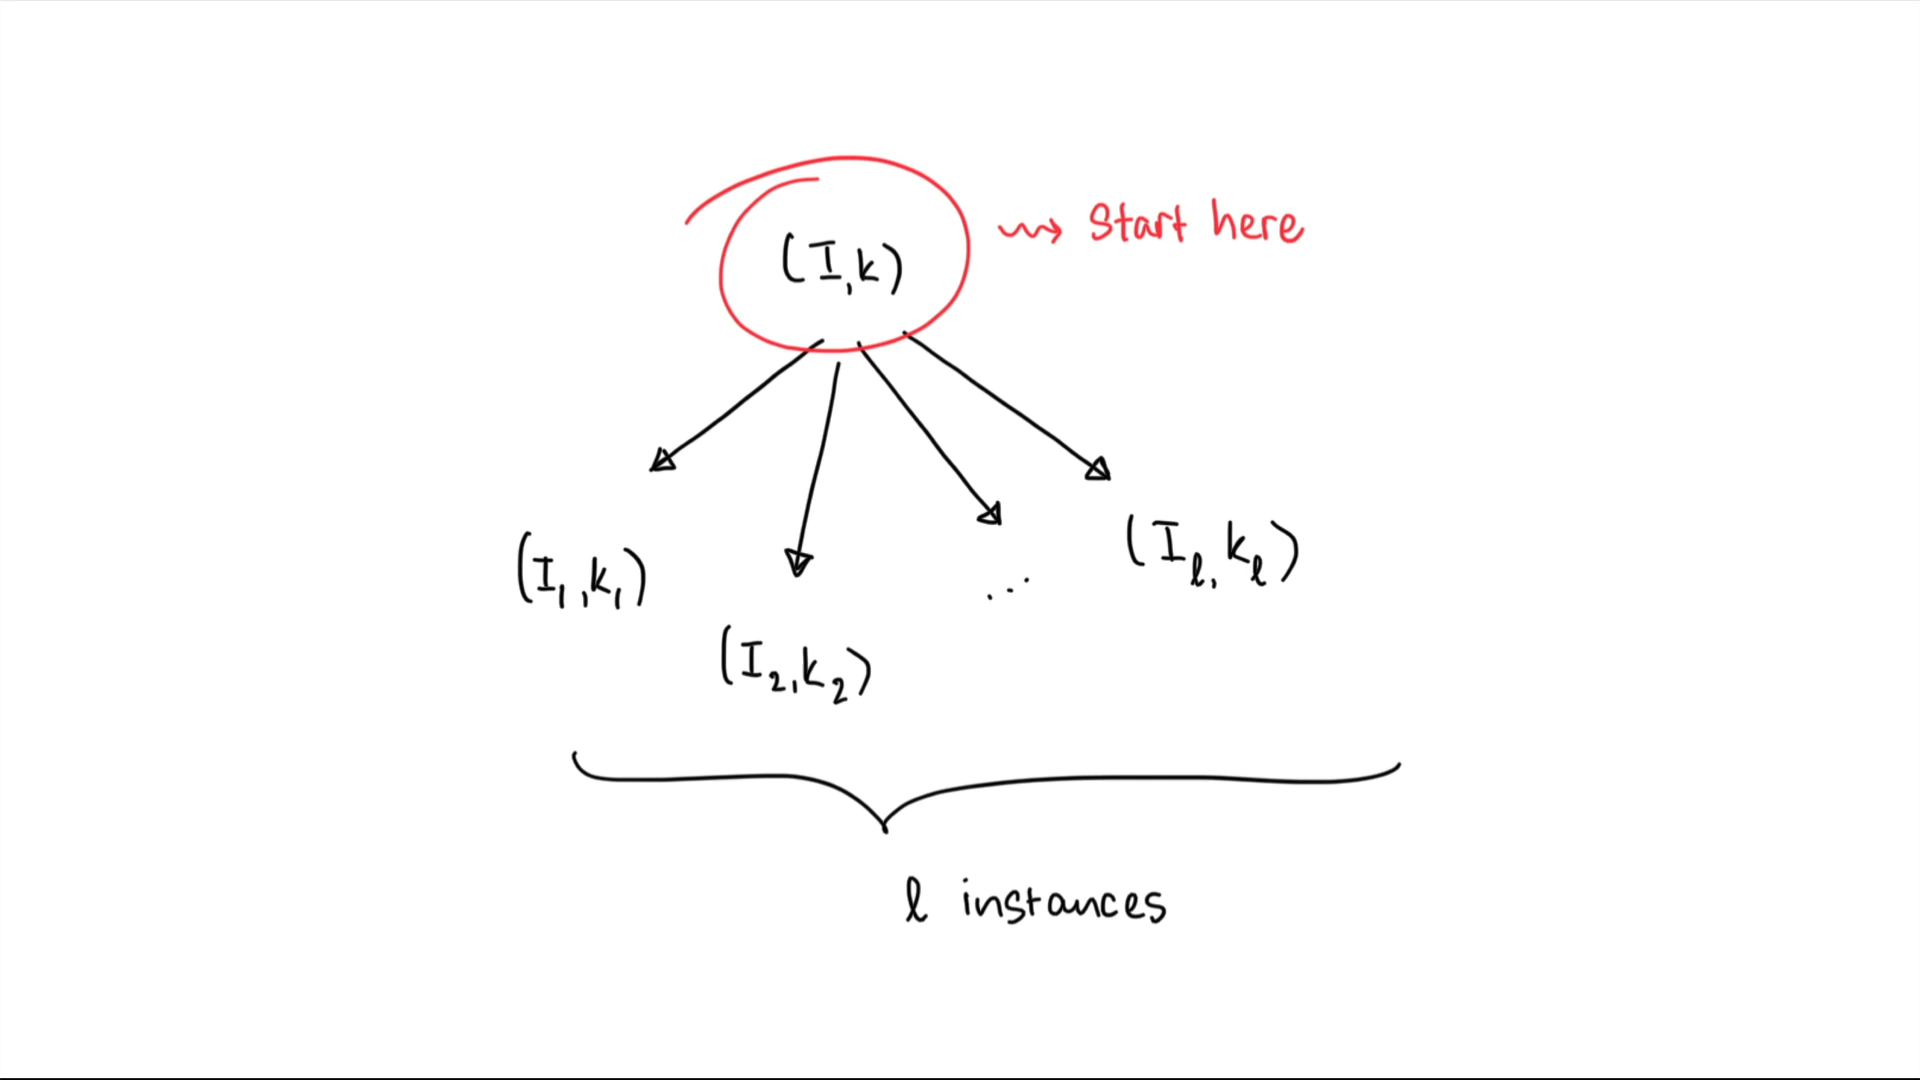 (I,k) ⇝ Start here
(I₁,k₁)
(I₂,k₂)
...
(Iℓ,kℓ)
ℓ instances